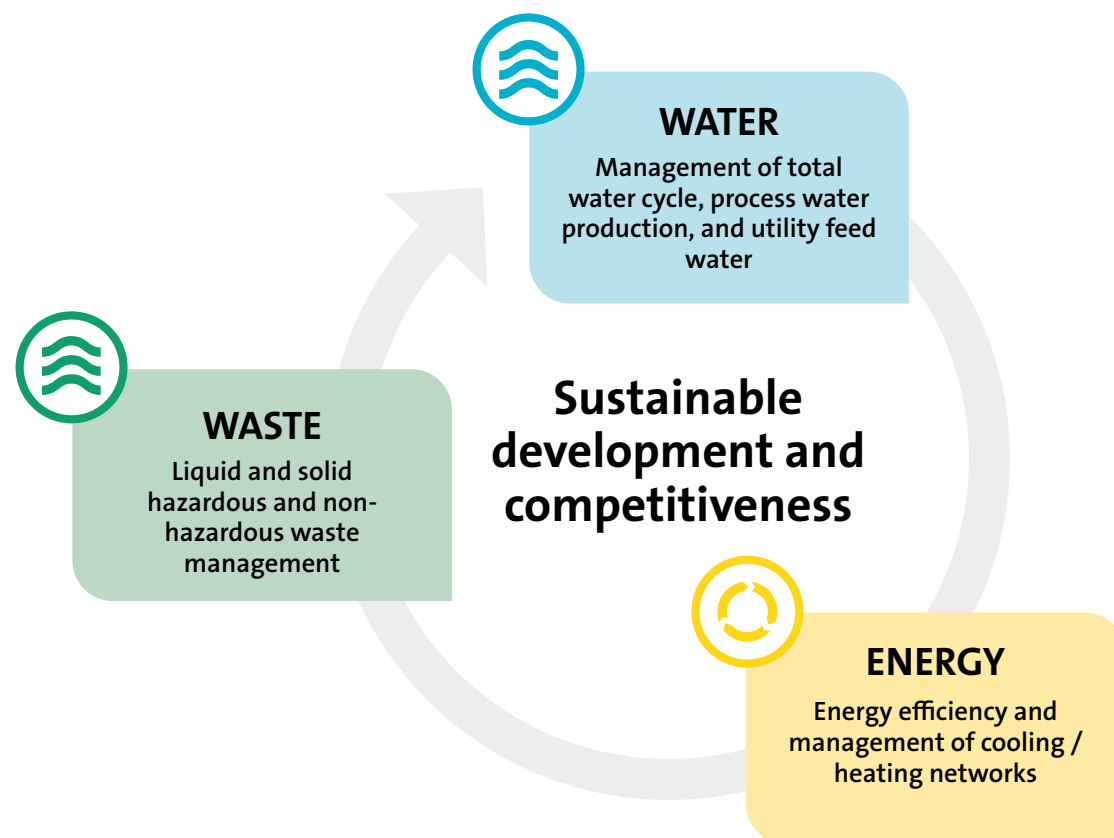 WATER
Management of total
water cycle, process water
production, and utility feed
water
WASTE
Liquid and solid
hazardous and non-
hazardous waste
management
Sustainable
development and
competitiveness
ENERGY
Energy efficiency and
management of cooling /
heating networks